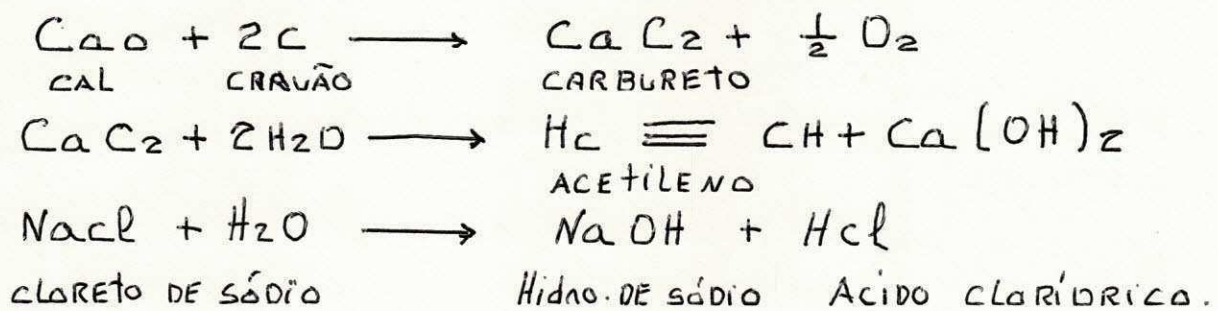 Cao + 2C ⟶ CaC2 + 1/2 O2
CAL CRAVÃO CARBURETO
CaC2 + 2H2O ⟶ Hc ≡ CH + Ca(OH)2
ACEtiLENO
Nacl + H2O ⟶ NaOH + Hcl
CLORETO DE SÓDIO Hidro. DE SÓDIO ACIDO CLORÍDRICO.